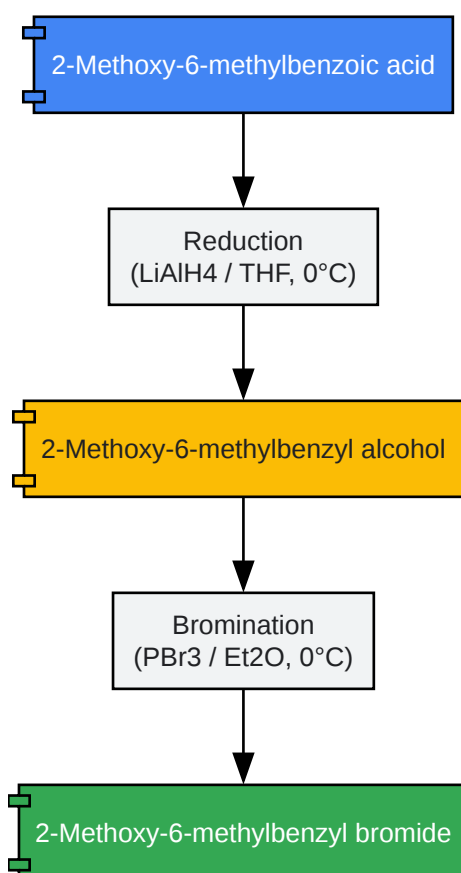 2-Methoxy-6-methylbenzoic acid
Reduction
(LiAlH4 / THF, 0°C)
2-Methoxy-6-methylbenzyl alcohol
Bromination
(PBr3 / Et2O, 0°C)
2-Methoxy-6-methylbenzyl bromide